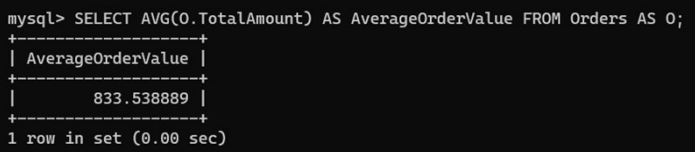 mysql> SELECT AVG(O.TotalAmount) AS AverageOrderValue FROM Orders AS O;
+-------------------+
| AverageOrderValue |
+-------------------+
|        833.538889 |
+-------------------+
1 row in set (0.00 sec)